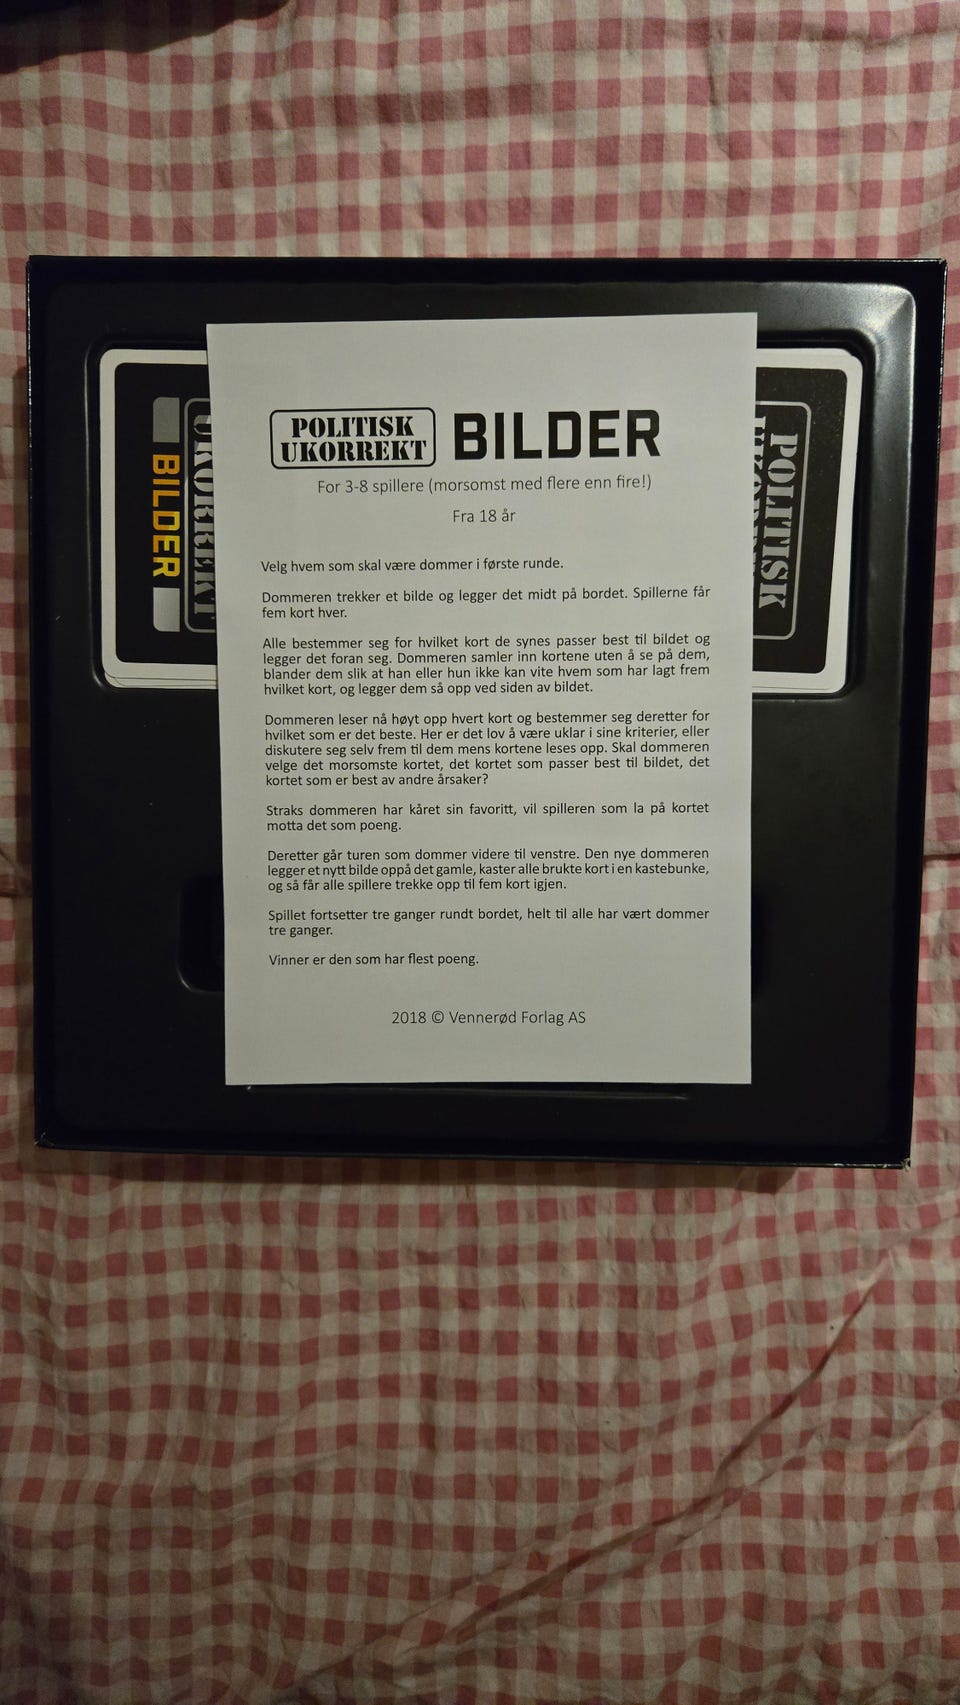 POLITISK
UKORREKT
BILDER
For 3-8 spillere (morsomst med flere enn fire!)
Fra 18 år
Velg hvem som skal være dommer i første runde.
Dommeren trekker et bilde og legger det midt på bordet. Spillerne får
fem kort hver.
Alle bestemmer seg for hvilket kort de synes passer best til bildet og
legger det foran seg. Dommeren samler inn kortene uten å se på dem,
blander dem slik at han eller hun ikke kan vite hvem som har lagt frem
hvilket kort, og legger dem så opp ved siden av bildet.
Dommeren leser nå høyt opp hvert kort og bestemmer seg deretter for
hvilket som er det beste. Her er det lov å være uklar i sine kriterier, eller
diskutere seg selv frem til dem mens kortene leses opp. Skal dommeren
velge det morsomste kortet, det kortet som passer best til bildet, det
kortet som er best av andre årsaker?
Straks dommeren har kåret sin favoritt, vil spilleren som la på kortet
motta det som poeng.
Deretter går turen som dommer videre til venstre. Den nye dommeren
legger et nytt bilde oppå det gamle, kaster alle brukte kort i en kastebunke,
og så får alle spillere trekke opp til fem kort igjen.
Spillet fortsetter tre ganger rundt bordet, helt til alle har vært dommer
tre ganger.
Vinner er den som har flest poeng.
2018 © Vennerød Forlag AS
UKORREKT
BILDER
POLITISK